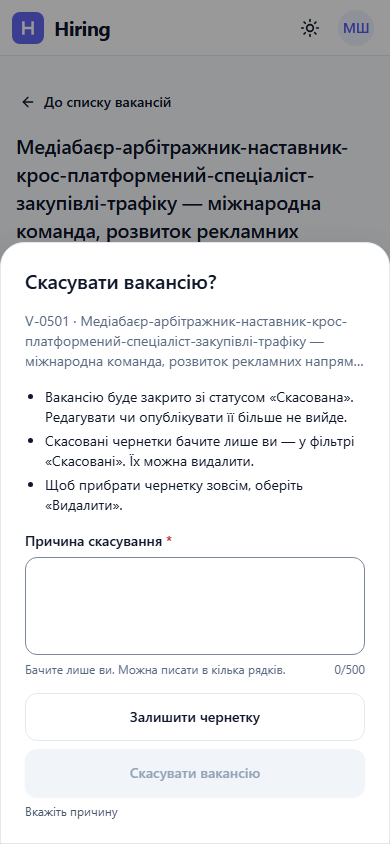 H Hiring МШ
← До списку вакансій
Медіабаєр-арбітражник-наставник-
крос-платформений-спеціаліст-
закупівлі-трафіку — міжнародна
команда, розвиток рекламних
Скасувати вакансію?
V-0501 · Медіабаєр-арбітражник-наставник-крос-
платформений-спеціаліст-закупівлі-трафіку —
міжнародна команда, розвиток рекламних напрям...
• Вакансію буде закрито зі статусом «Скасована».
Редагувати чи опублікувати її більше не вийде.
• Скасовані чернетки бачите лише ви — у фільтрі
«Скасовані». Їх можна видалити.
• Щоб прибрати чернетку зовсім, оберіть
«Видалити».
Причина скасування *
Бачите лише ви. Можна писати в кілька рядків. 0/500
Залишити чернетку
Скасувати вакансію
Вкажіть причину